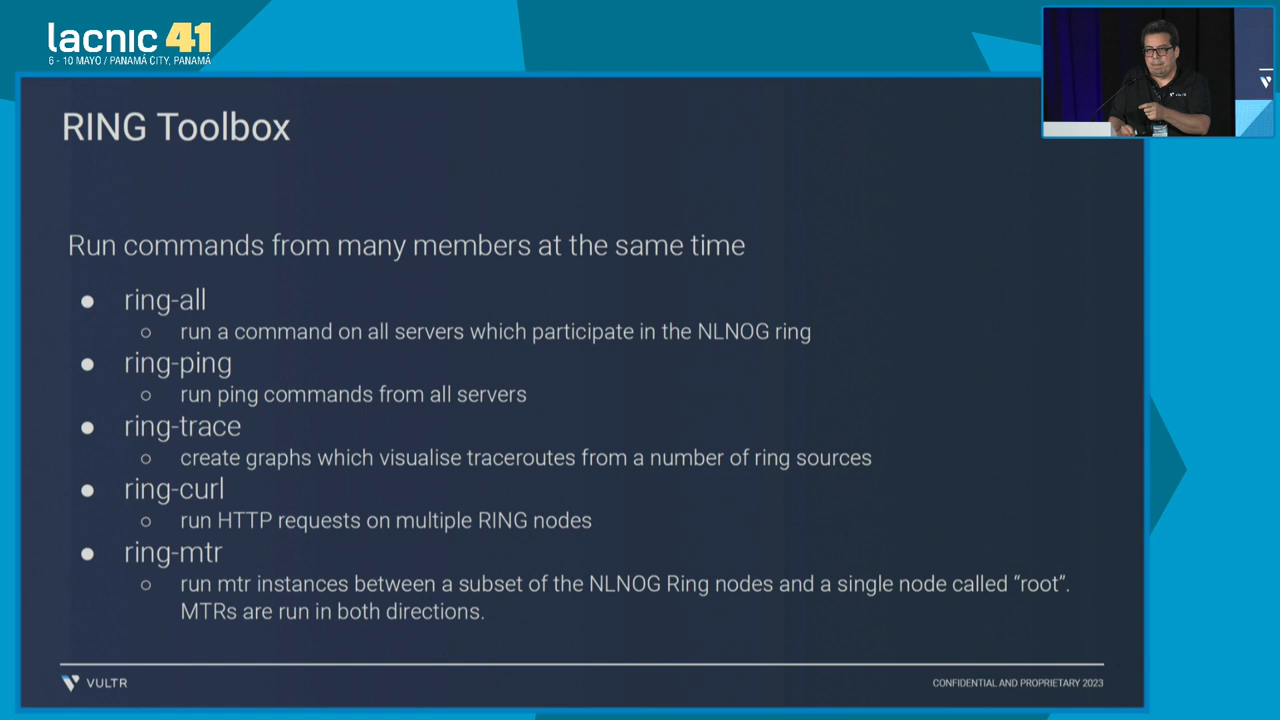 lacnic 41
6 - 10 MAYO / PANAMÁ CITY, PANAMÁ
VULTR
RING Toolbox
Run commands from many members at the same time
● ring-all
○ run a command on all servers which participate in the NLNOG ring
● ring-ping
○ run ping commands from all servers
● ring-trace
○ create graphs which visualise traceroutes from a number of ring sources
● ring-curl
○ run HTTP requests on multiple RING nodes
● ring-mtr
○ run mtr instances between a subset of the NLNOG Ring nodes and a single node called “root”.
MTRs are run in both directions.
VULTR
CONFIDENTIAL AND PROPRIETARY 2023